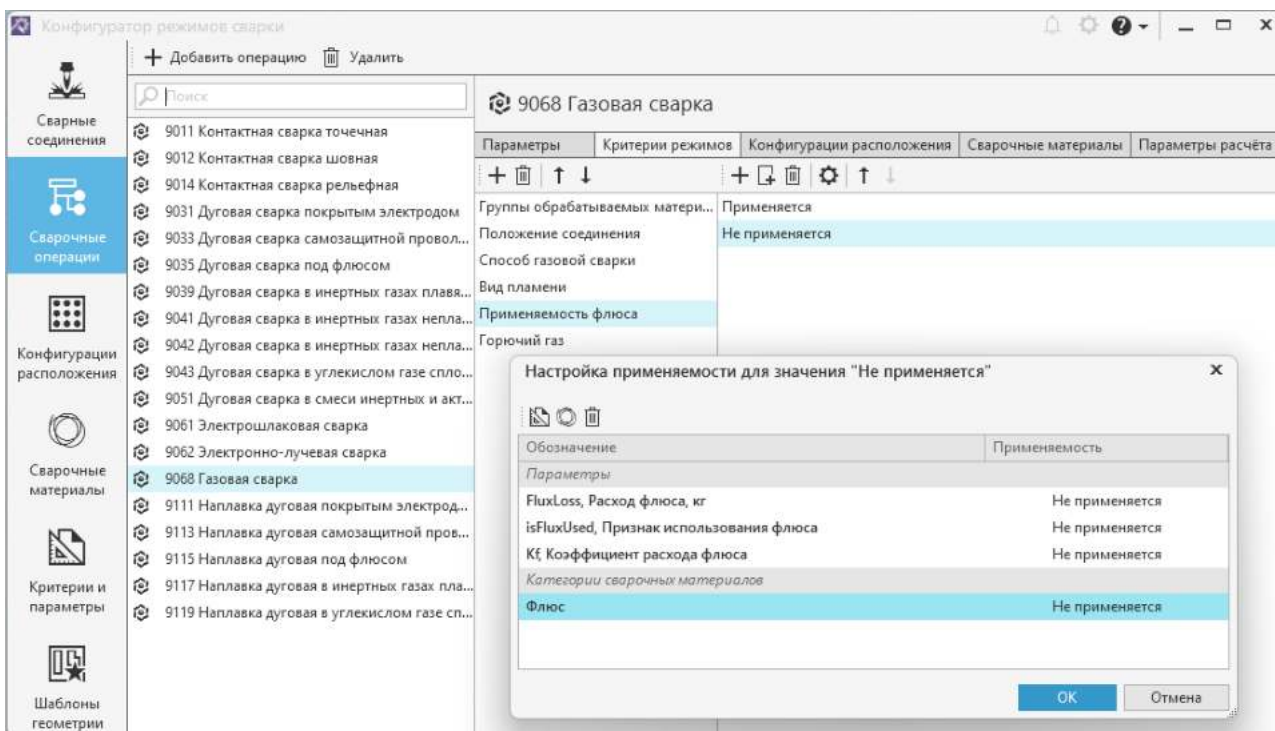 Конфигуратор режимов сварки
Добавить операцию Удалить
Сварные
соединения
Сварочные
операции
Конфигурации
расположения
Сварочные
материалы
Критерии и
параметры
Шаблоны
геометрии
Поиск
9011 Контактная сварка точечная
9012 Контактная сварка шовная
9014 Контактная сварка рельефная
9031 Дуговая сварка покрытым электродом
9033 Дуговая сварка самозащитной провол...
9035 Дуговая сварка под флюсом
9039 Дуговая сварка в инертных газах плавя...
9041 Дуговая сварка в инертных газах непла...
9042 Дуговая сварка в инертных газах непла...
9043 Дуговая сварка в углекислом газе спло...
9051 Дуговая сварка в смеси инертных и акт...
9061 Электрошлаковая сварка
9062 Электронно-лучевая сварка
9068 Газовая сварка
9111 Наплавка дуговая покрытым электрод...
9113 Наплавка дуговая самозащитной пров...
9115 Наплавка дуговая под флюсом
9117 Наплавка дуговая в инертных газах пла...
9119 Наплавка дуговая в углекислом газе сп...
9068 Газовая сварка
Параметры Критерии режимов Конфигурации расположения Сварочные материалы Параметры расчёта
Группы обрабатываемых матери...
Положение соединения
Способ газовой сварки
Вид пламени
Применяемость флюса
Горючий газ
Применяется
Не применяется
Настройка применяемости для значения "Не применяется"
Обозначение Применяемость
Параметры
FluxLoss, Расход флюса, кг Не применяется
isFluxUsed, Признак использования флюса Не применяется
Kf, Коэффициент расхода флюса Не применяется
Категории сварочных материалов
Флюс Не применяется
OK Отмена